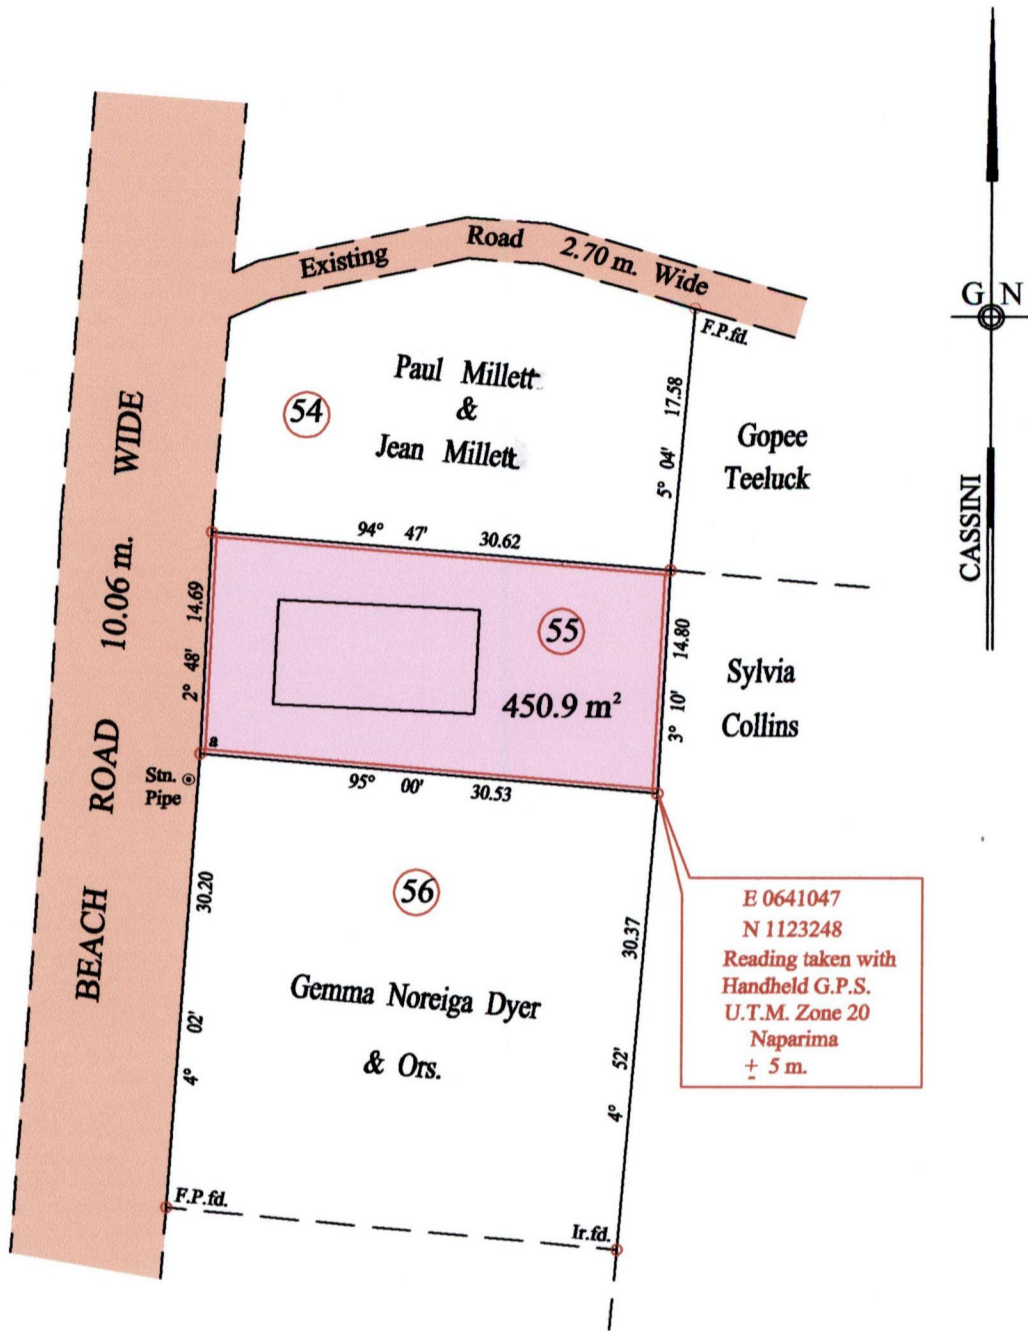 Existing Road 2.70 m. Wide
F.P.fd.
G N
CASSINI
BEACH ROAD 10.06 m. WIDE
54
Paul Millett
&
Jean Millett
5° 04' 17.58
Gopee
Teeluck
94° 47' 30.62
2° 48' 14.69
55
450.9 m²
3° 10' 14.80
Sylvia
Collins
a
Stn.
Pipe
95° 00' 30.53
4° 02' 30.20
56
Gemma Noreiga Dyer
& Ors.
4° 52' 30.37
E 0641047
N 1123248
Reading taken with
Handheld G.P.S.
U.T.M. Zone 20
Naparima
± 5 m.
F.P.fd.
Ir.fd.